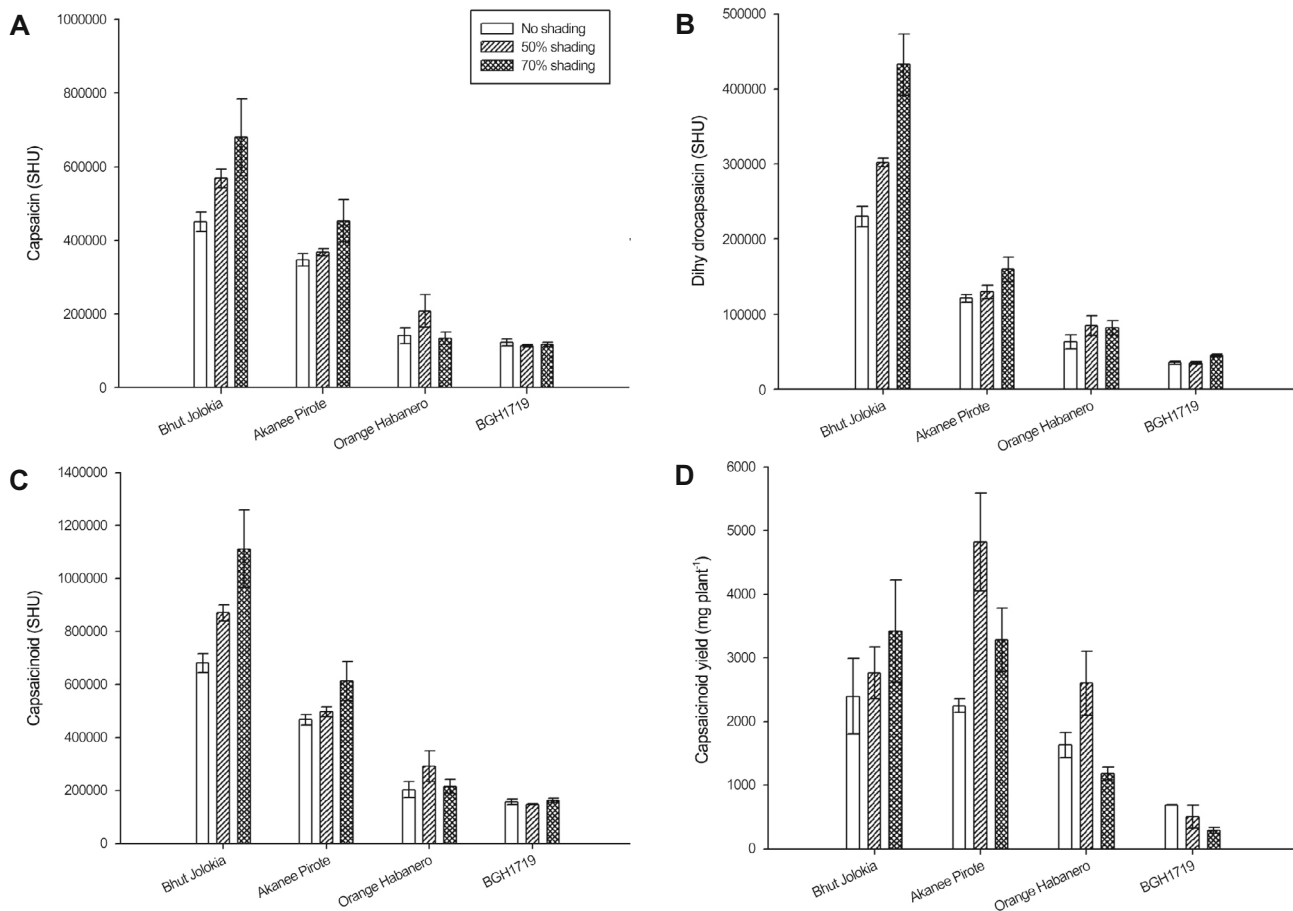 A
Capsaicin (SHU)
1000000
800000
600000
400000
200000
0
No shading
50% shading
70% shading
Bhut Jolokia
Akanee Pirote
Orange Habanero
BGH1719
B
Dihy drocapsaicin (SHU)
500000
400000
300000
200000
100000
0
Bhut Jolokia
Akanee Pirote
Orange Habanero
BGH1719
C
Capsaicinoid (SHU)
1400000
1200000
1000000
800000
600000
400000
200000
0
Bhut Jolokia
Akanee Pirote
Orange Habanero
BGH1719
D
Capsaicinoid yield (mg plant⁻¹)
6000
5000
4000
3000
2000
1000
0
Bhut Jolokia
Akanee Pirote
Orange Habanero
BGH1719